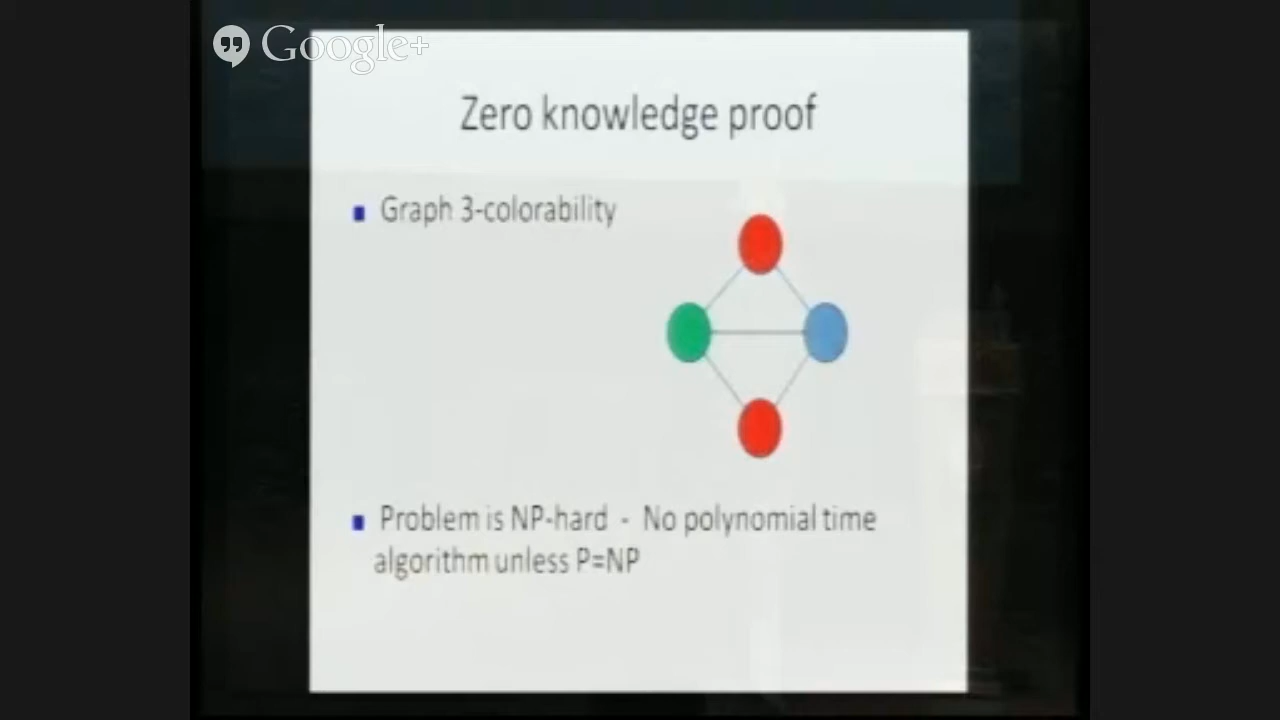 Google+
Zero knowledge proof
Graph 3-colorability
Problem is NP-hard - No polynomial time
algorithm unless P=NP